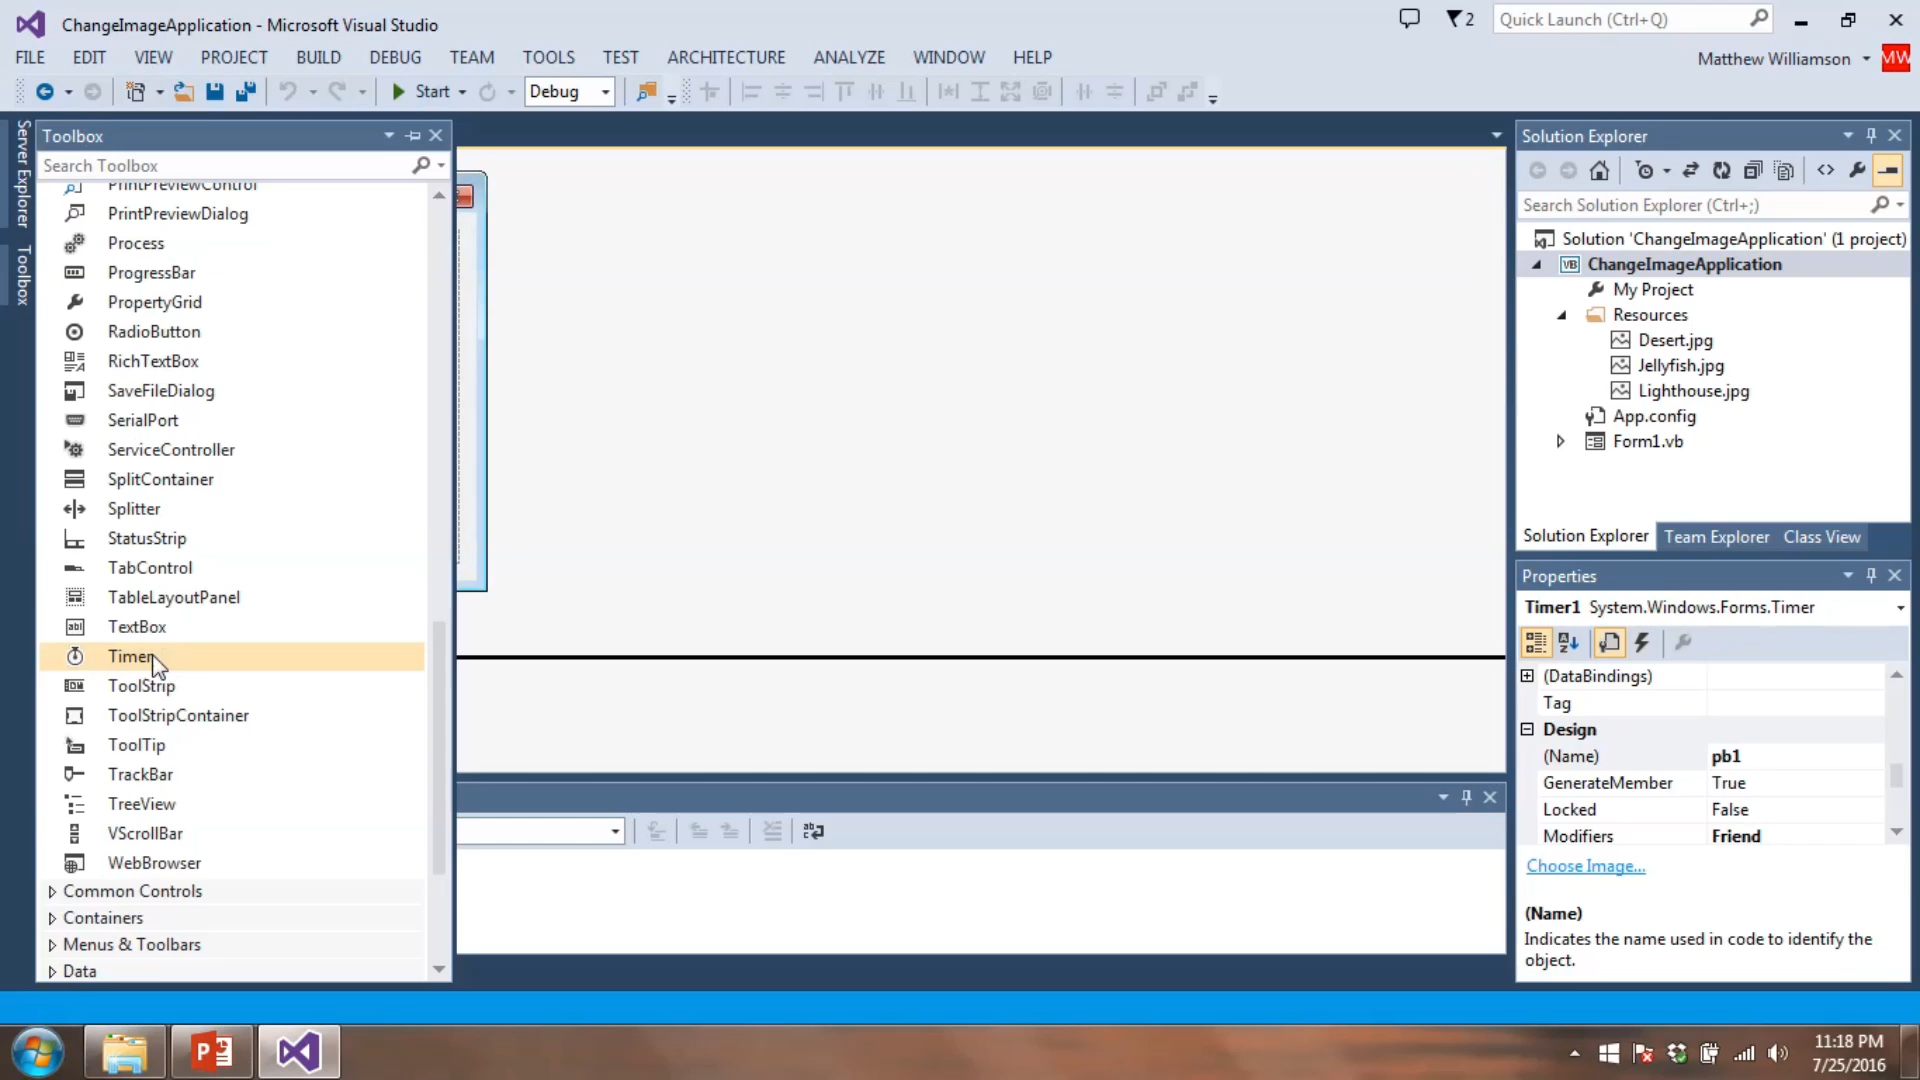 ChangeImageApplication - Microsoft Visual Studio
2
Quick Launch (Ctrl+Q)
FILE EDIT VIEW PROJECT BUILD DEBUG TEAM TOOLS TEST ARCHITECTURE ANALYZE WINDOW HELP
Matthew Williamson
MW
Start
Debug
Server Explorer
Toolbox
Toolbox
Search Toolbox
PrintPreviewControl
PrintPreviewDialog
Process
ProgressBar
PropertyGrid
RadioButton
RichTextBox
SaveFileDialog
SerialPort
ServiceController
SplitContainer
Splitter
StatusStrip
TabControl
TableLayoutPanel
TextBox
Timer
ToolStrip
ToolStripContainer
ToolTip
TrackBar
TreeView
VScrollBar
WebBrowser
Common Controls
Containers
Menus & Toolbars
Data
Solution Explorer
Search Solution Explorer (Ctrl+;)
Solution 'ChangeImageApplication' (1 project)
VB ChangeImageApplication
My Project
Resources
Desert.jpg
Jellyfish.jpg
Lighthouse.jpg
App.config
Form1.vb
Solution Explorer Team Explorer Class View
Properties
Timer1 System.Windows.Forms.Timer
(DataBindings)
Tag
Design
(Name) pb1
GenerateMember True
Locked False
Modifiers Friend
Choose Image...
(Name)
Indicates the name used in code to identify the
object.
11:18 PM
7/25/2016